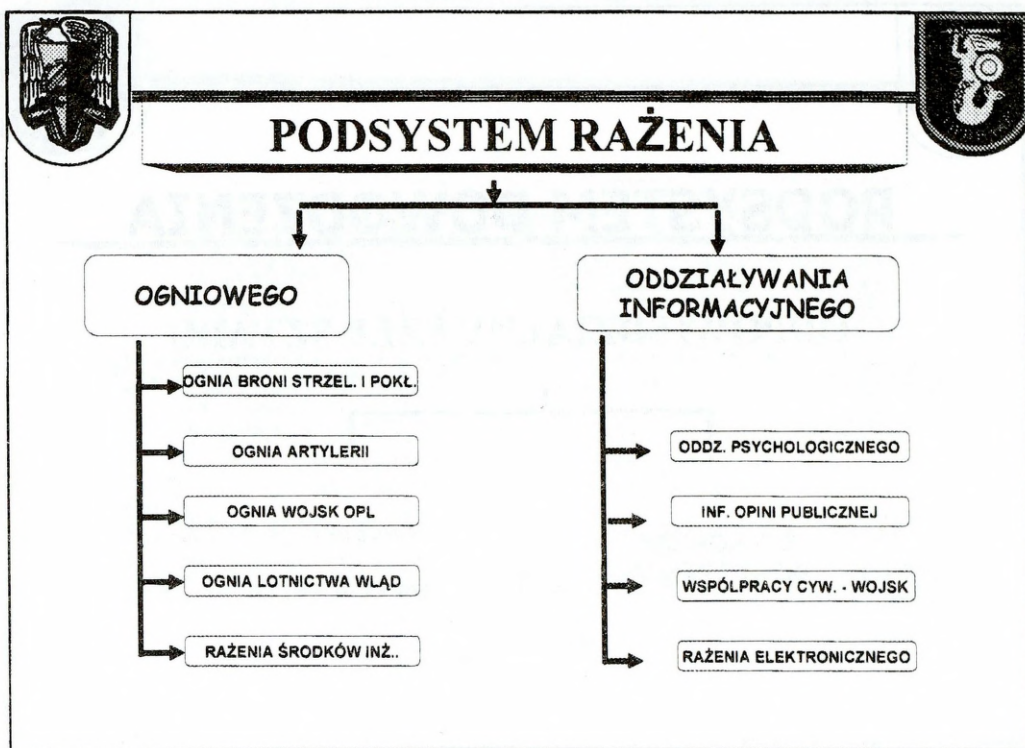 PODSYSTEM RAŻENIA
OGNIOWEGO
OGNIA BRONI STRZEL. I POKŁ.
OGNIA ARTYLERII
OGNIA WOJSK OPL
OGNIA LOTNICTWA WLĄD
RAŻENIA ŚRODKÓW INŻ..
ODDZIAŁYWANIA
INFORMACYJNEGO
ODDZ. PSYCHOLOGICZNEGO
INF. OPINI PUBLICZNEJ
WSPÓLPRACY CYW. - WOJSK
RAŻENIA ELEKTRONICZNEGO